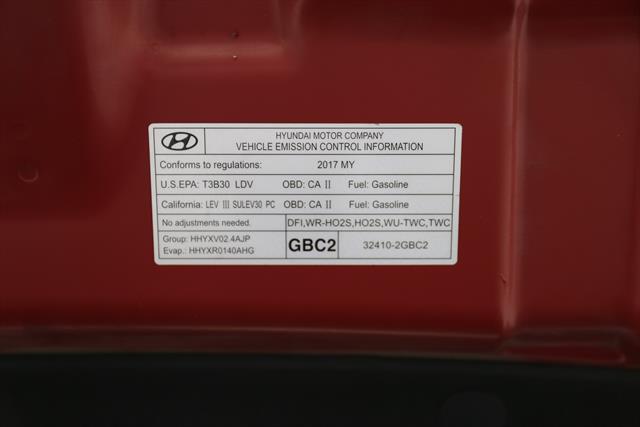 HYUNDAI MOTOR COMPANY
VEHICLE EMISSION CONTROL INFORMATION
Conforms to regulations: 2017 MY
U.S.EPA: T3B30 LDV OBD: CA II Fuel: Gasoline
California: LEV III SULEV30 PC OBD: CA II Fuel: Gasoline
No adjustments needed. DFI,WR-HO2S,HO2S,WU-TWC,TWC
Group: HHYXV02.4AJP
Evap.: HHYXR0140AHG
GBC2 32410-2GBC2